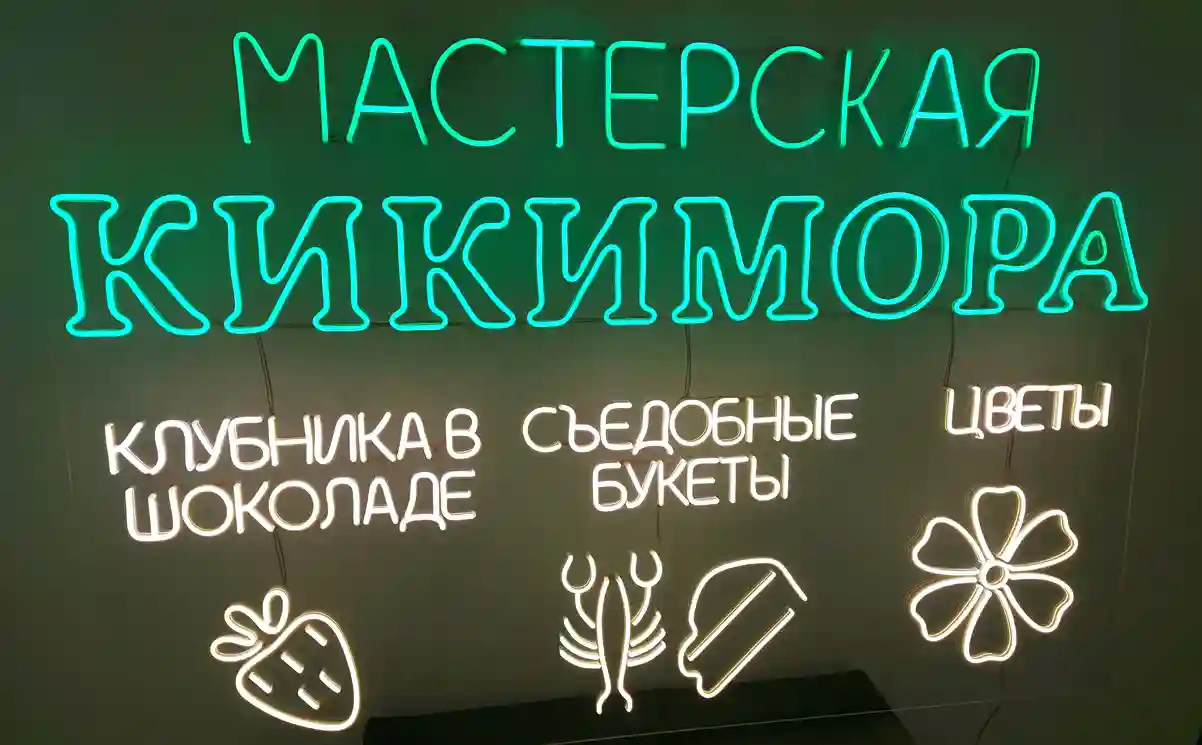 МАСТЕРСКАЯ
КИКИМОРА
КЛУБНИКА В
ШОКОЛАДЕ
СЪЕДОБНЫЕ
БУКЕТЫ
ЦВЕТЫ